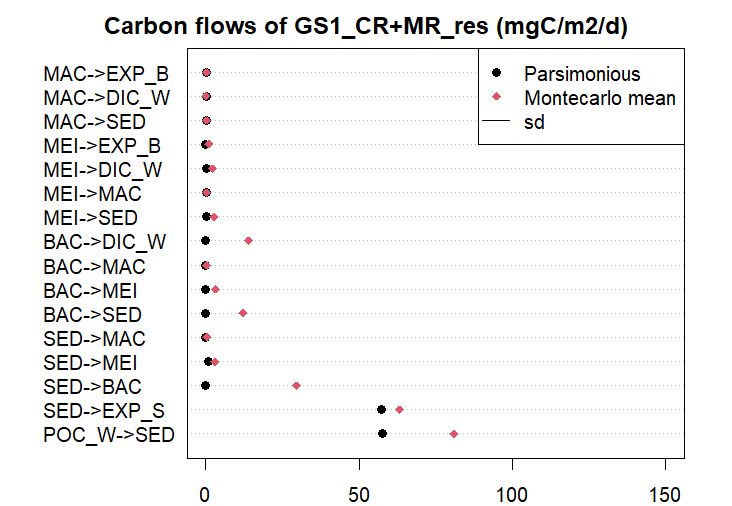 Carbon flows of GS1_CR+MR_res (mgC/m2/d)
MAC->EXP_B
MAC->DIC_W
MAC->SED
MEI->EXP_B
MEI->DIC_W
MEI->MAC
MEI->SED
BAC->DIC_W
BAC->MAC
BAC->MEI
BAC->SED
SED->MAC
SED->MEI
SED->BAC
SED->EXP_S
POC_W->SED
Parsimonious
Montecarlo mean
sd
0 50 100 150